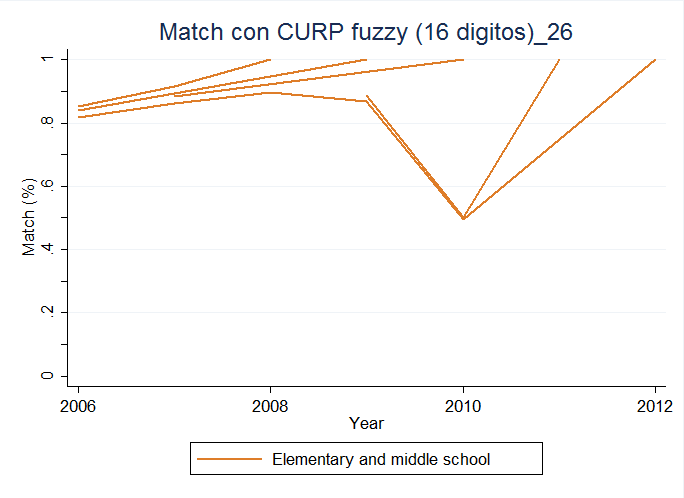 Match con CURP fuzzy (16 digitos)_26
Match (%)
1
.8
.6
.4
.2
0
2006 2008 2010 2012
Year
Elementary and middle school